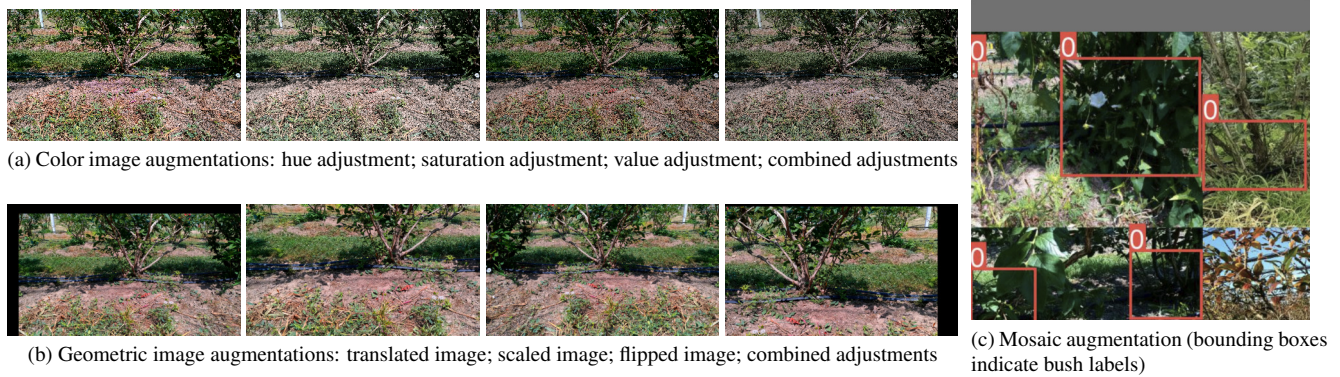 (a) Color image augmentations: hue adjustment; saturation adjustment; value adjustment; combined adjustments
(b) Geometric image augmentations: translated image; scaled image; flipped image; combined adjustments
0
0
0
0
0
(c) Mosaic augmentation (bounding boxes
indicate bush labels)